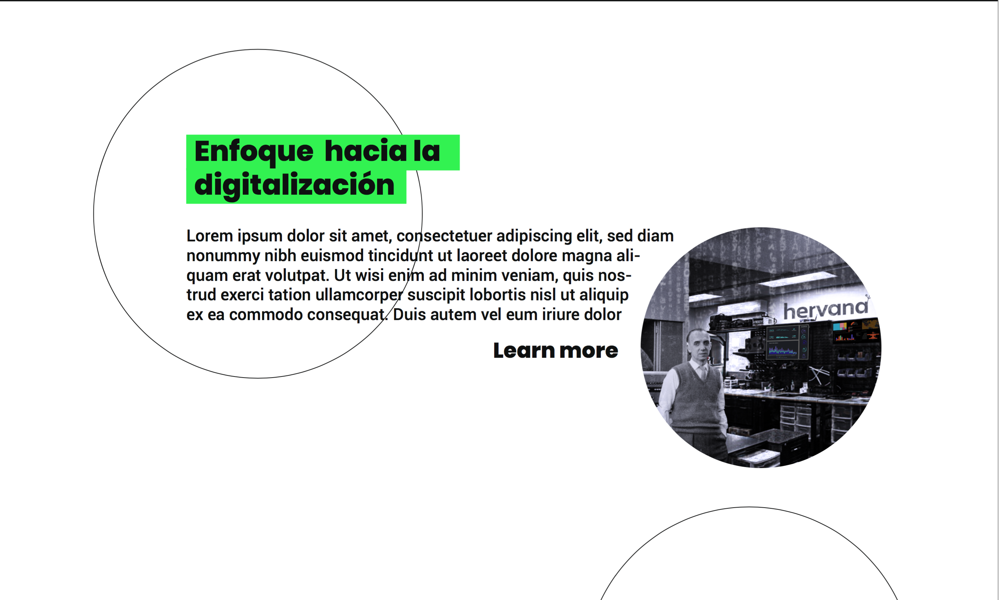 Enfoque  hacia la
digitalización
Lorem ipsum dolor sit amet, consectetuer adipiscing elit, sed diam
nonummy nibh euismod tincidunt ut laoreet dolore magna ali-
quam erat volutpat. Ut wisi enim ad minim veniam, quis nos-
trud exerci tation ullamcorper suscipit lobortis nisl ut aliquip
ex ea commodo consequat. Duis autem vel eum iriure dolor
hervana
Learn more